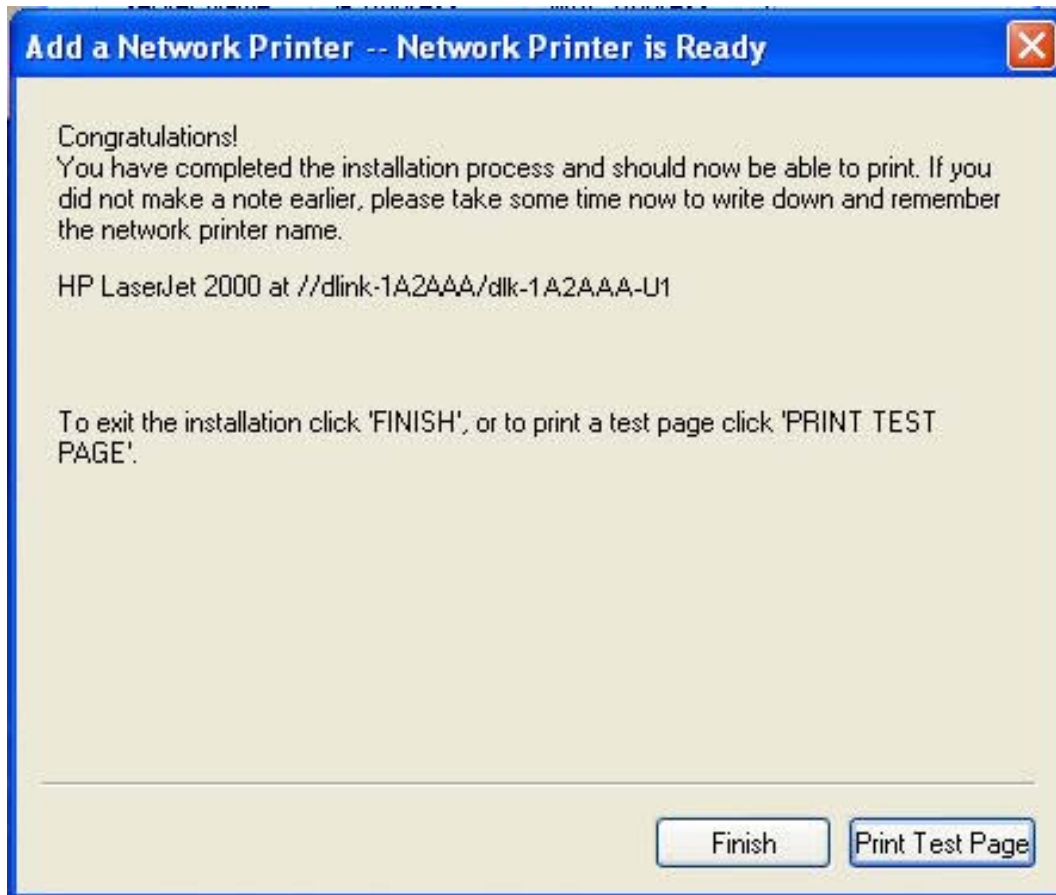 Add a Network Printer -- Network Printer is Ready
Congratulations!
You have completed the installation process and should now be able to print. If you
did not make a note earlier, please take some time now to write down and remember
the network printer name.
HP LaserJet 2000 at //dlink-1A2AAA/dlk-1A2AAA-U1
To exit the installation click 'FINISH', or to print a test page click 'PRINT TEST
PAGE'.
Finish
Print Test Page